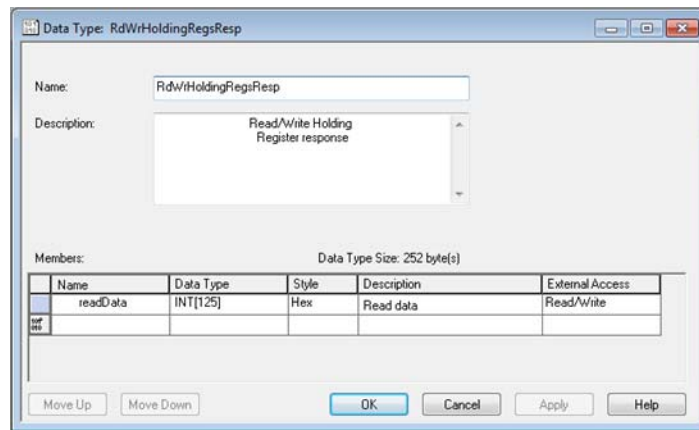 Data Type: RdWrHoldingRegsResp
Name: RdWrHoldingRegsResp
Description: Read/Write Holding
Register response
Members: Data Type Size: 252 byte(s)
Name Data Type Style Description External Access
readData INT[125] Hex Read data Read/Write
Move Up Move Down OK Cancel Apply Help